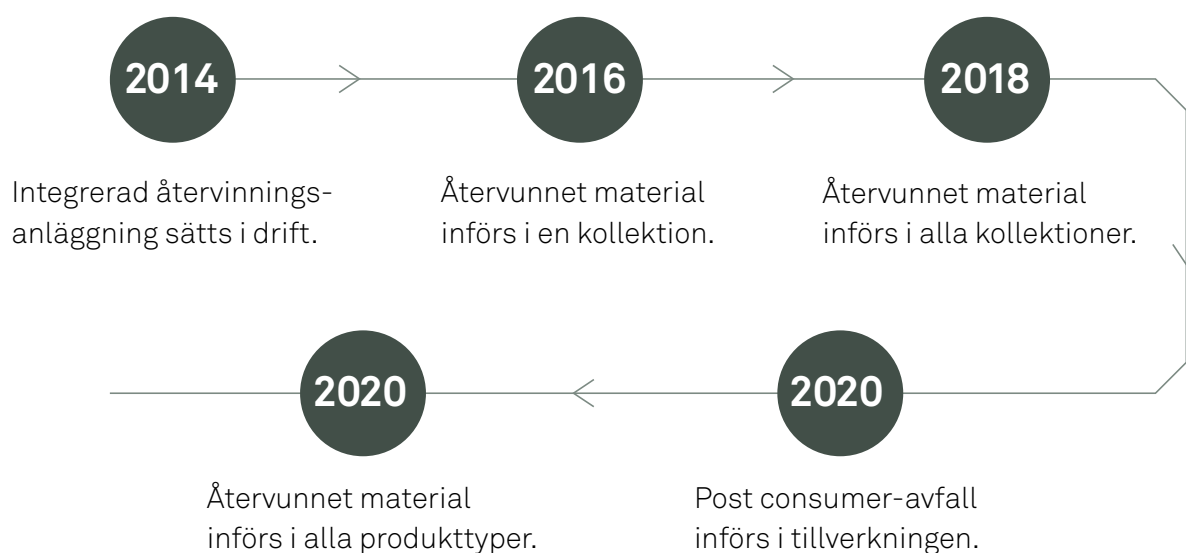 2014
Integrerad återvinnings-
anläggning sätts i drift.
2016
Återvunnet material
införs i en kollektion.
2018
Återvunnet material
införs i alla kollektioner.
2020
Post consumer-avfall
införs i tillverkningen.
2020
Återvunnet material
införs i alla produkttyper.